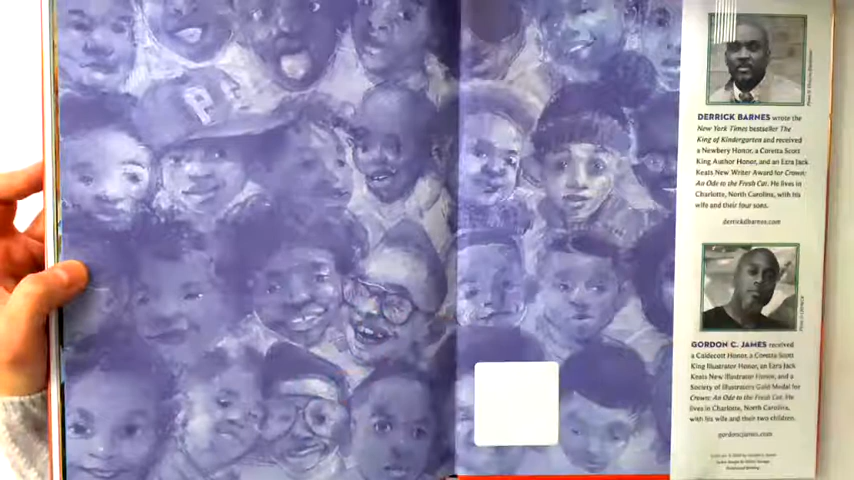 PE
DERRICK BARNES wrote the
New York Times bestseller The
King of Kindergarten and received
a Newbery Honor, a Coretta Scott
King Author Honor, and an Ezra Jack
Keats New Writer Award for Crown:
An Ode to the Fresh Cut. He lives in
Charlotte, North Carolina, with his
wife and their four sons.
derrickdbarnes.com
GORDON C. JAMES received
a Caldecott Honor, a Coretta Scott
King Illustrator Honor, an Ezra Jack
Keats New Illustrator Honor, and a
Society of Illustrators Gold Medal for
Crown: An Ode to the Fresh Cut. He
lives in Charlotte, North Carolina,
with his wife and their two children.
gordoncjames.com